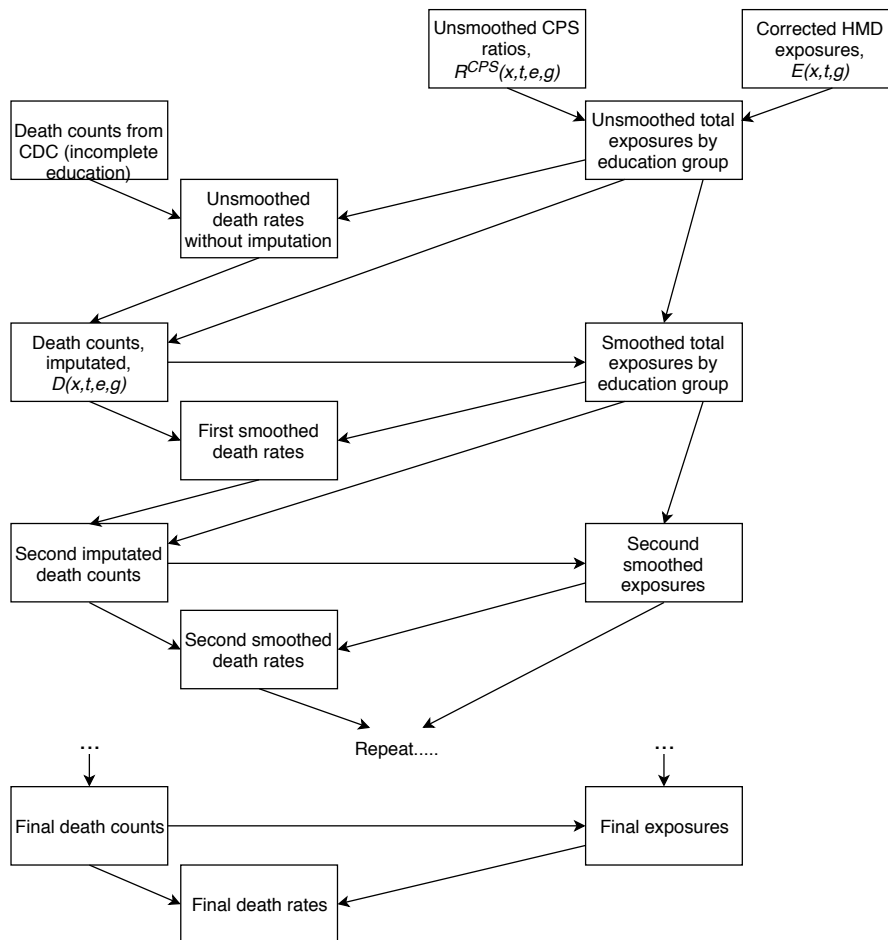 Unsmoothed CPS
ratios,
R^CPS(x,t,e,g)
Corrected HMD
exposures,
E(x,t,g)
Death counts from
CDC (incomplete
education)
Unsmoothed total
exposures by
education group
Unsmoothed
death rates
without imputation
Death counts,
imputated,
D(x,t,e,g)
Smoothed total
exposures by
education group
First smoothed
death rates
Second imputated
death counts
Secound
smoothed
exposures
Second smoothed
death rates
...
Repeat.....
...
Final death counts
Final exposures
Final death rates